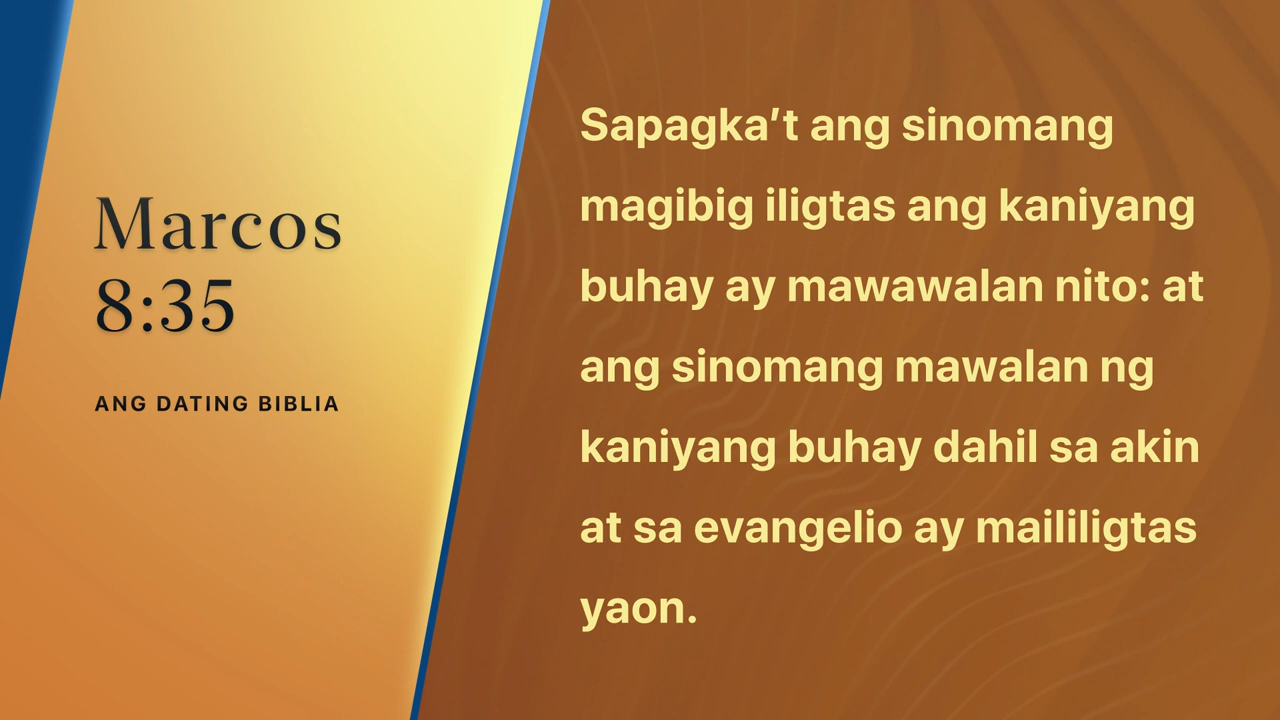 Marcos
8:35
ANG DATING BIBLIA
Sapagka’t ang sinomang
magibig iligtas ang kaniyang
buhay ay mawawalan nito: at
ang sinomang mawalan ng
kaniyang buhay dahil sa akin
at sa evangelio ay maililigtas
yaon.